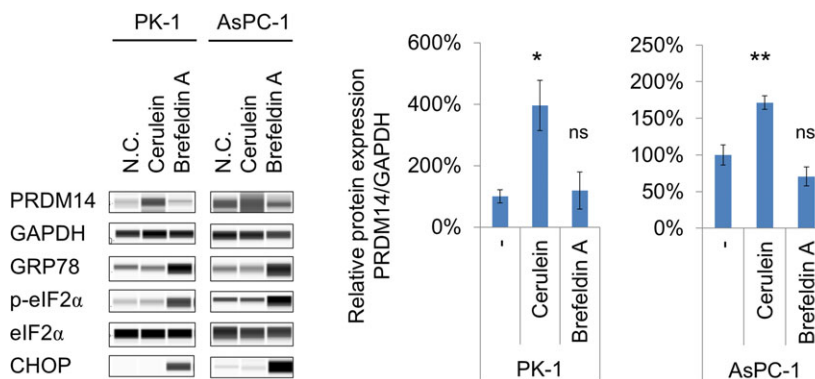 PK-1
AsPC-1
N.C.
Cerulein
Brefeldin A
N.C.
Cerulein
Brefeldin A
PRDM14
GAPDH
GRP78
p-eIF2α
eIF2α
CHOP
Relative protein expression
PRDM14/GAPDH
600%
400%
200%
0%
*
ns
-
Cerulein
Brefeldin A
PK-1
250%
200%
150%
100%
50%
0%
**
ns
-
Cerulein
Brefeldin A
AsPC-1